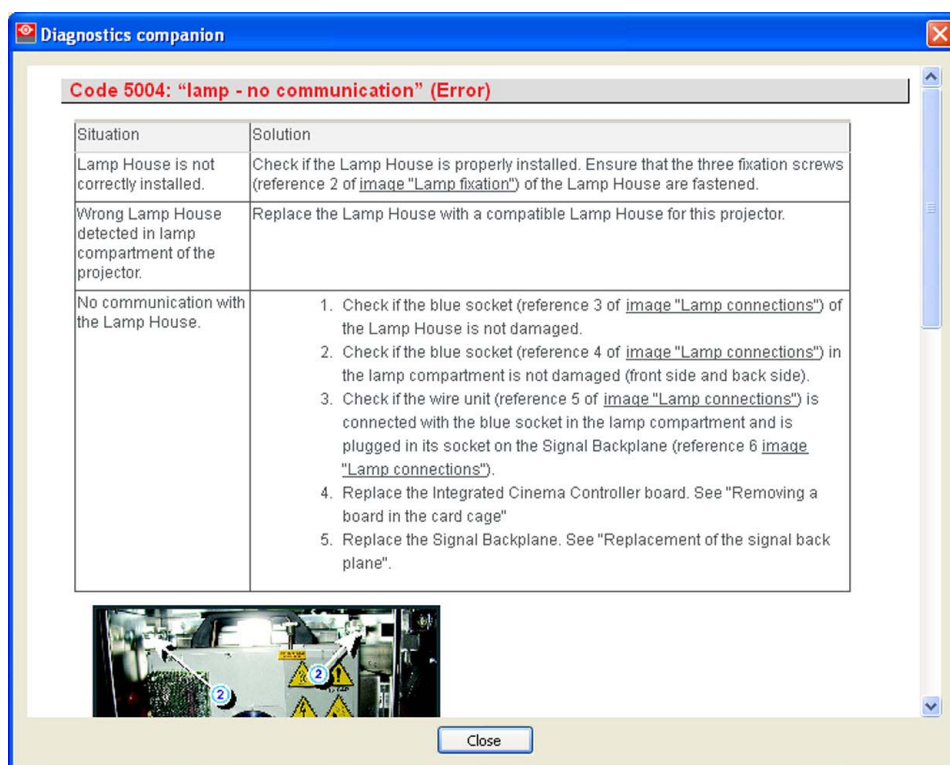 Diagnostics companion
Code 5004: “lamp - no communication” (Error)
Situation
Solution
Lamp House is not
correctly installed.
Check if the Lamp House is properly installed. Ensure that the three fixation screws
(reference 2 of image "Lamp fixation") of the Lamp House are fastened.
Wrong Lamp House
detected in lamp
compartment of the
projector.
Replace the Lamp House with a compatible Lamp House for this projector.
No communication with
the Lamp House.
1. Check if the blue socket (reference 3 of image "Lamp connections") of
the Lamp House is not damaged.
2. Check if the blue socket (reference 4 of image "Lamp connections") in
the lamp compartment is not damaged (front side and back side).
3. Check if the wire unit (reference 5 of image "Lamp connections") is
connected with the blue socket in the lamp compartment and is
plugged in its socket on the Signal Backplane (reference 6 image
"Lamp connections").
4. Replace the Integrated Cinema Controller board. See "Removing a
board in the card cage"
5. Replace the Signal Backplane. See "Replacement of the signal back
plane".
2
2
Close